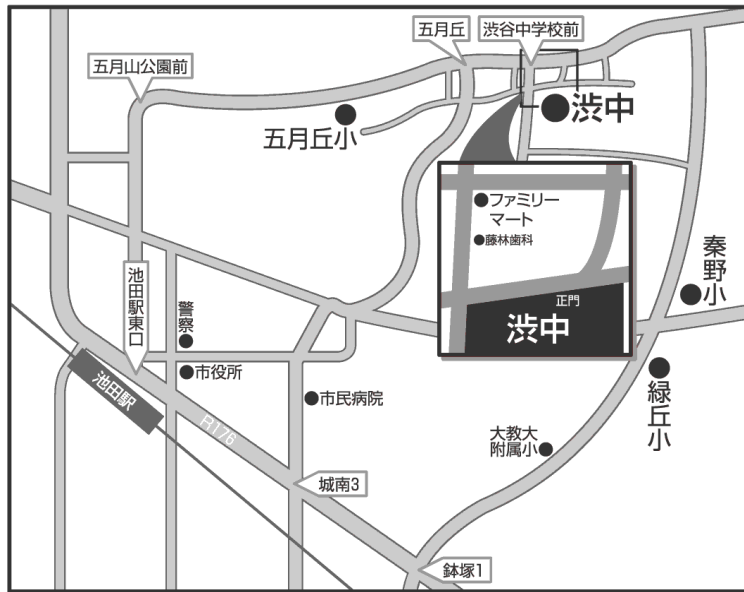 五月丘
渋谷中学校前
五月山公園前
渋中
五月丘小
ファミリー
マート
藤林歯科
正門
渋中
秦野小
池田駅東口
警察
市役所
池田駅
市民病院
緑丘小
R176
大教大
附属小
城南3
鉢塚1